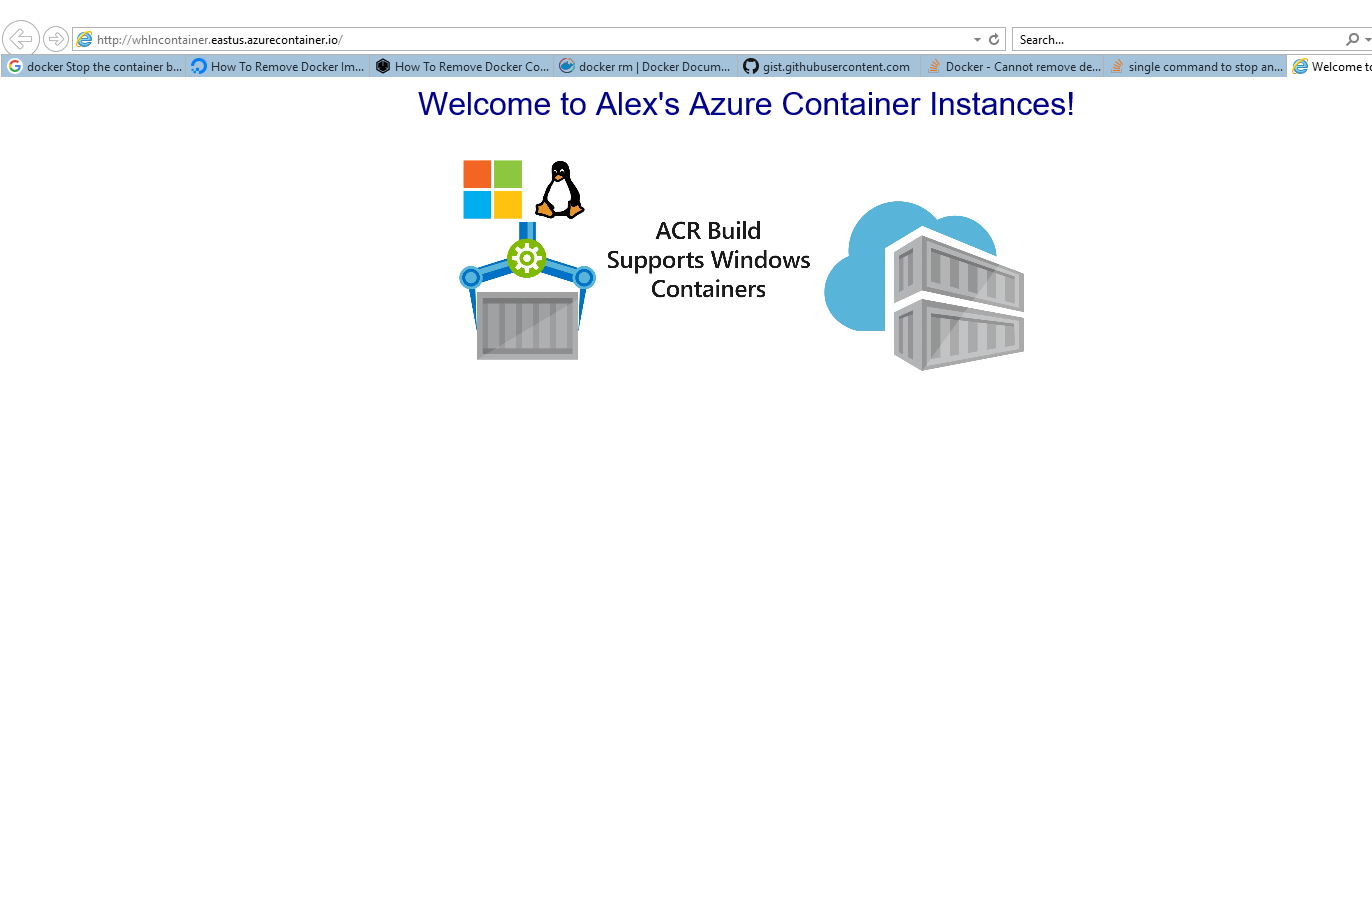 http://whlncontainer.eastus.azurecontainer.io/
Search...
docker Stop the container b...
How To Remove Docker Im...
How To Remove Docker Co...
docker rm | Docker Docum...
gist.githubusercontent.com
Docker - Cannot remove de...
single command to stop an...
Welcome to
Welcome to Alex's Azure Container Instances!
ACR Build
Supports Windows
Containers